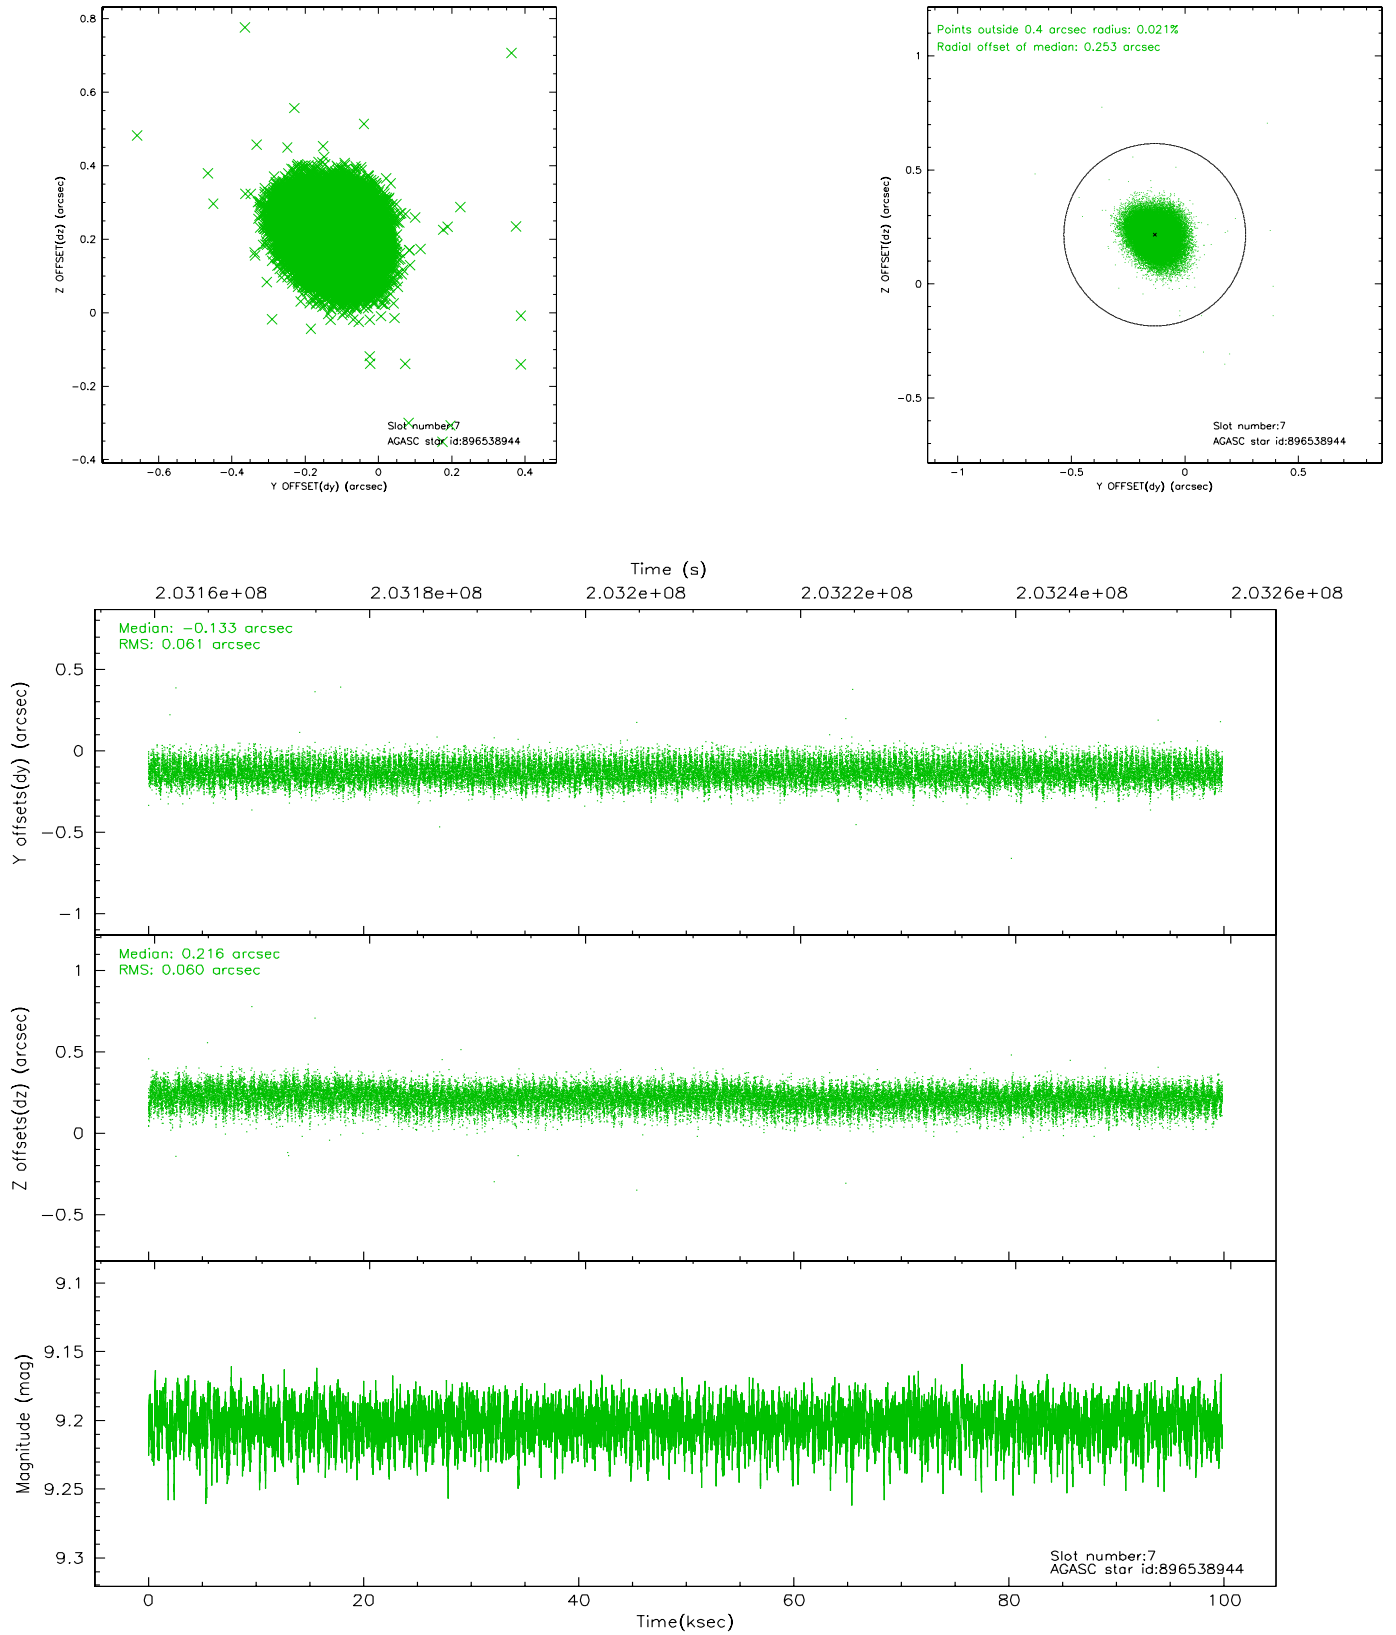 0.8
0.6
0.4
0.2
0
−0.2
−0.4
Z OFFSET(dz) (arcsec)
−0.6 −0.4 −0.2 0 0.2 0.4
Y OFFSET(dy) (arcsec)
Slot number:7
AGASC star id:896538944
Points outside 0.4 arcsec radius: 0.021%
Radial offset of median: 0.253 arcsec
1
0.5
0
−0.5
Z OFFSET(dz) (arcsec)
−1 −0.5 0 0.5
Y OFFSET(dy) (arcsec)
Slot number:7
AGASC star id:896538944
Time (s)
2.0316e+08 2.0318e+08 2.032e+08 2.0322e+08 2.0324e+08 2.0326e+08
Median: −0.133 arcsec
RMS: 0.061 arcsec
0.5
0
−0.5
−1
Y offsets(dy) (arcsec)
Median: 0.216 arcsec
RMS: 0.060 arcsec
1
0.5
0
−0.5
Z offsets(dz) (arcsec)
9.1
9.15
9.2
9.25
9.3
Magnitude (mag)
Slot number:7
AGASC star id:896538944
0 20 40 60 80 100
Time(ksec)